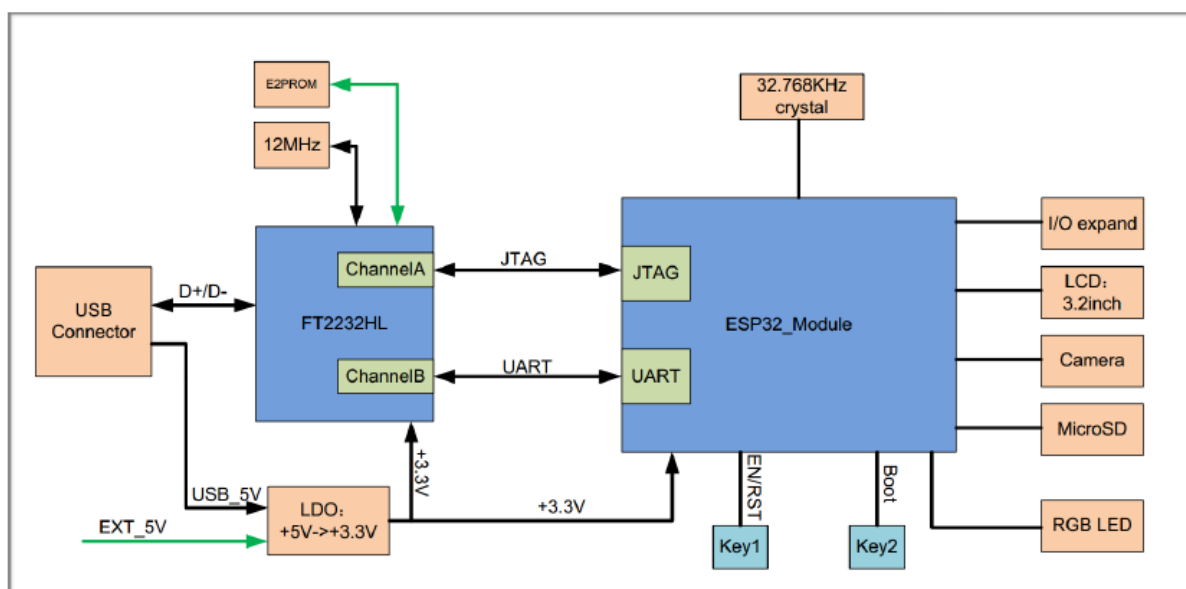 E2PROM
12MHz
32.768KHz
crystal
USB
Connector
D+/D-
FT2232HL
ChannelA
ChannelB
JTAG
UART
JTAG
UART
ESP32_Module
I/O expand
LCD：
3.2inch
Camera
MicroSD
RGB LED
EN/RST
Boot
Key1
Key2
+3.3V
+3.3V
USB_5V
EXT_5V
LDO：
+5V->+3.3V